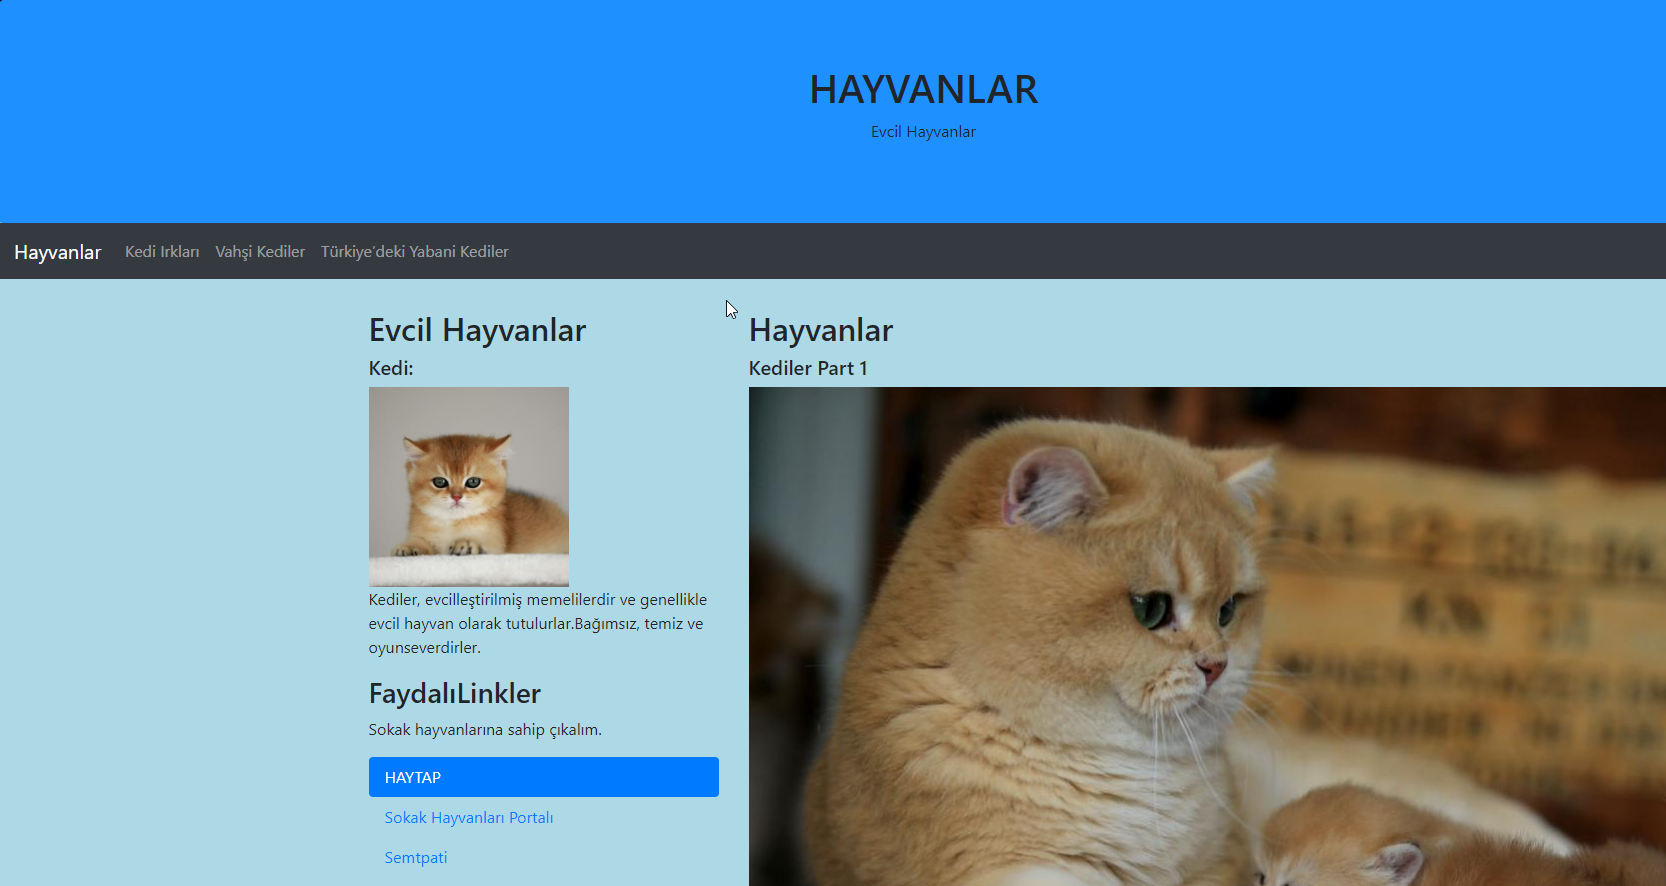 HAYVANLAR
Evcil Hayvanlar
Hayvanlar
Kedi Irkları
Vahşi Kediler
Türkiye'deki Yabani Kediler
Evcil Hayvanlar
Kedi:
Kediler, evcilleştirilmiş memelilerdir ve genellikle
evcil hayvan olarak tutulurlar.Bağımsız, temiz ve
oyunseverdirler.
FaydalıLinkler
Sokak hayvanlarına sahip çıkalım.
HAYTAP
Sokak Hayvanları Portalı
Semtpati
Hayvanlar
Kediler Part 1